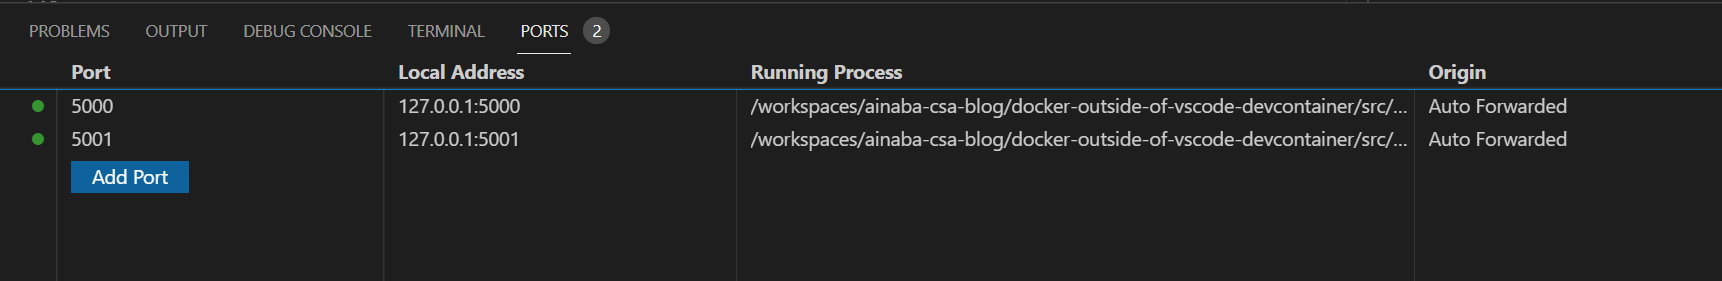 PROBLEMS OUTPUT DEBUG CONSOLE TERMINAL PORTS 2
Port Local Address Running Process Origin
5000 127.0.0.1:5000 /workspaces/ainaba-csa-blog/docker-outside-of-vscode-devcontainer/src/... Auto Forwarded
5001 127.0.0.1:5001 /workspaces/ainaba-csa-blog/docker-outside-of-vscode-devcontainer/src/... Auto Forwarded
Add Port